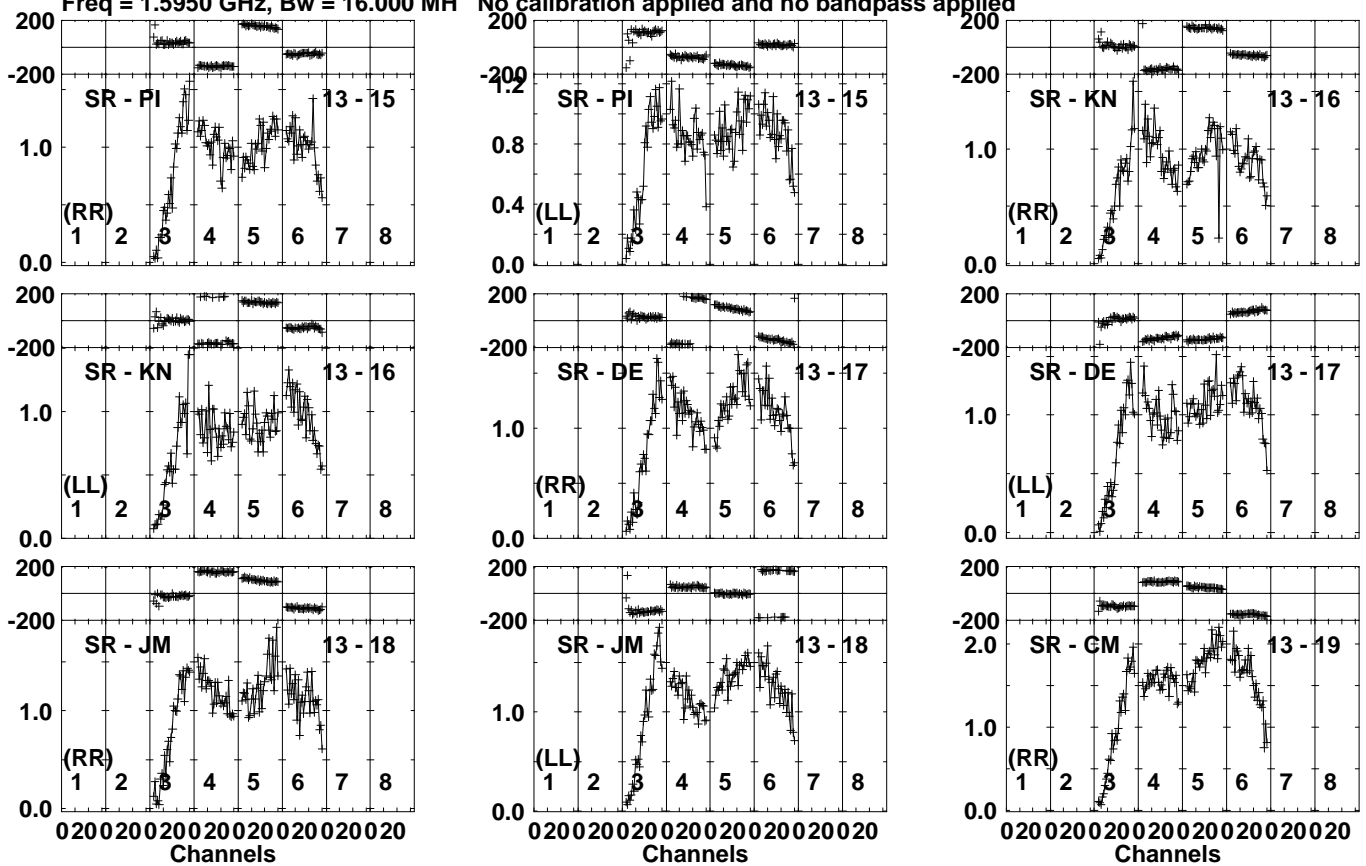 Freq = 1.5950 GHz, Bw = 16.000 MH No calibration applied and no bandpass applied
200 200 200
-200 -200 -200
1.2
SR - PI 13 - 15 SR - PI 13 - 15 SR - KN 13 - 16
1.0 0.8 1.0
0.4
(RR) (LL) (RR)
1 2 3 4 5 6 7 8 1 2 3 4 5 6 7 8 1 2 3 4 5 6 7 8
0.0 0.0 0.0
200 200 200
-200 -200 -200
SR - KN 13 - 16 SR - DE 13 - 17 SR - DE 13 - 17
1.0 1.0 1.0
(LL) (RR) (LL)
1 2 3 4 5 6 7 8 1 2 3 4 5 6 7 8 1 2 3 4 5 6 7 8
0.0 0.0 0.0
200 200 200
-200 -200 -200
SR - JM 13 - 18 SR - JM 13 - 18 SR - CM 13 - 19
2.0
1.0 1.0 1.0
(RR) (LL) (RR)
1 2 3 4 5 6 7 8 1 2 3 4 5 6 7 8 1 2 3 4 5 6 7 8
0.0 0.0 0.0
0 20 0 20 0 20 0 20 0 20 0 20 0 20 0 20 0 20 0 20 0 20 0 20 0 20 0 20 0 20 0 20 0 20 0 20 0 20 0 20 0 20 0 20 0 20 0 20
Channels Channels Channels